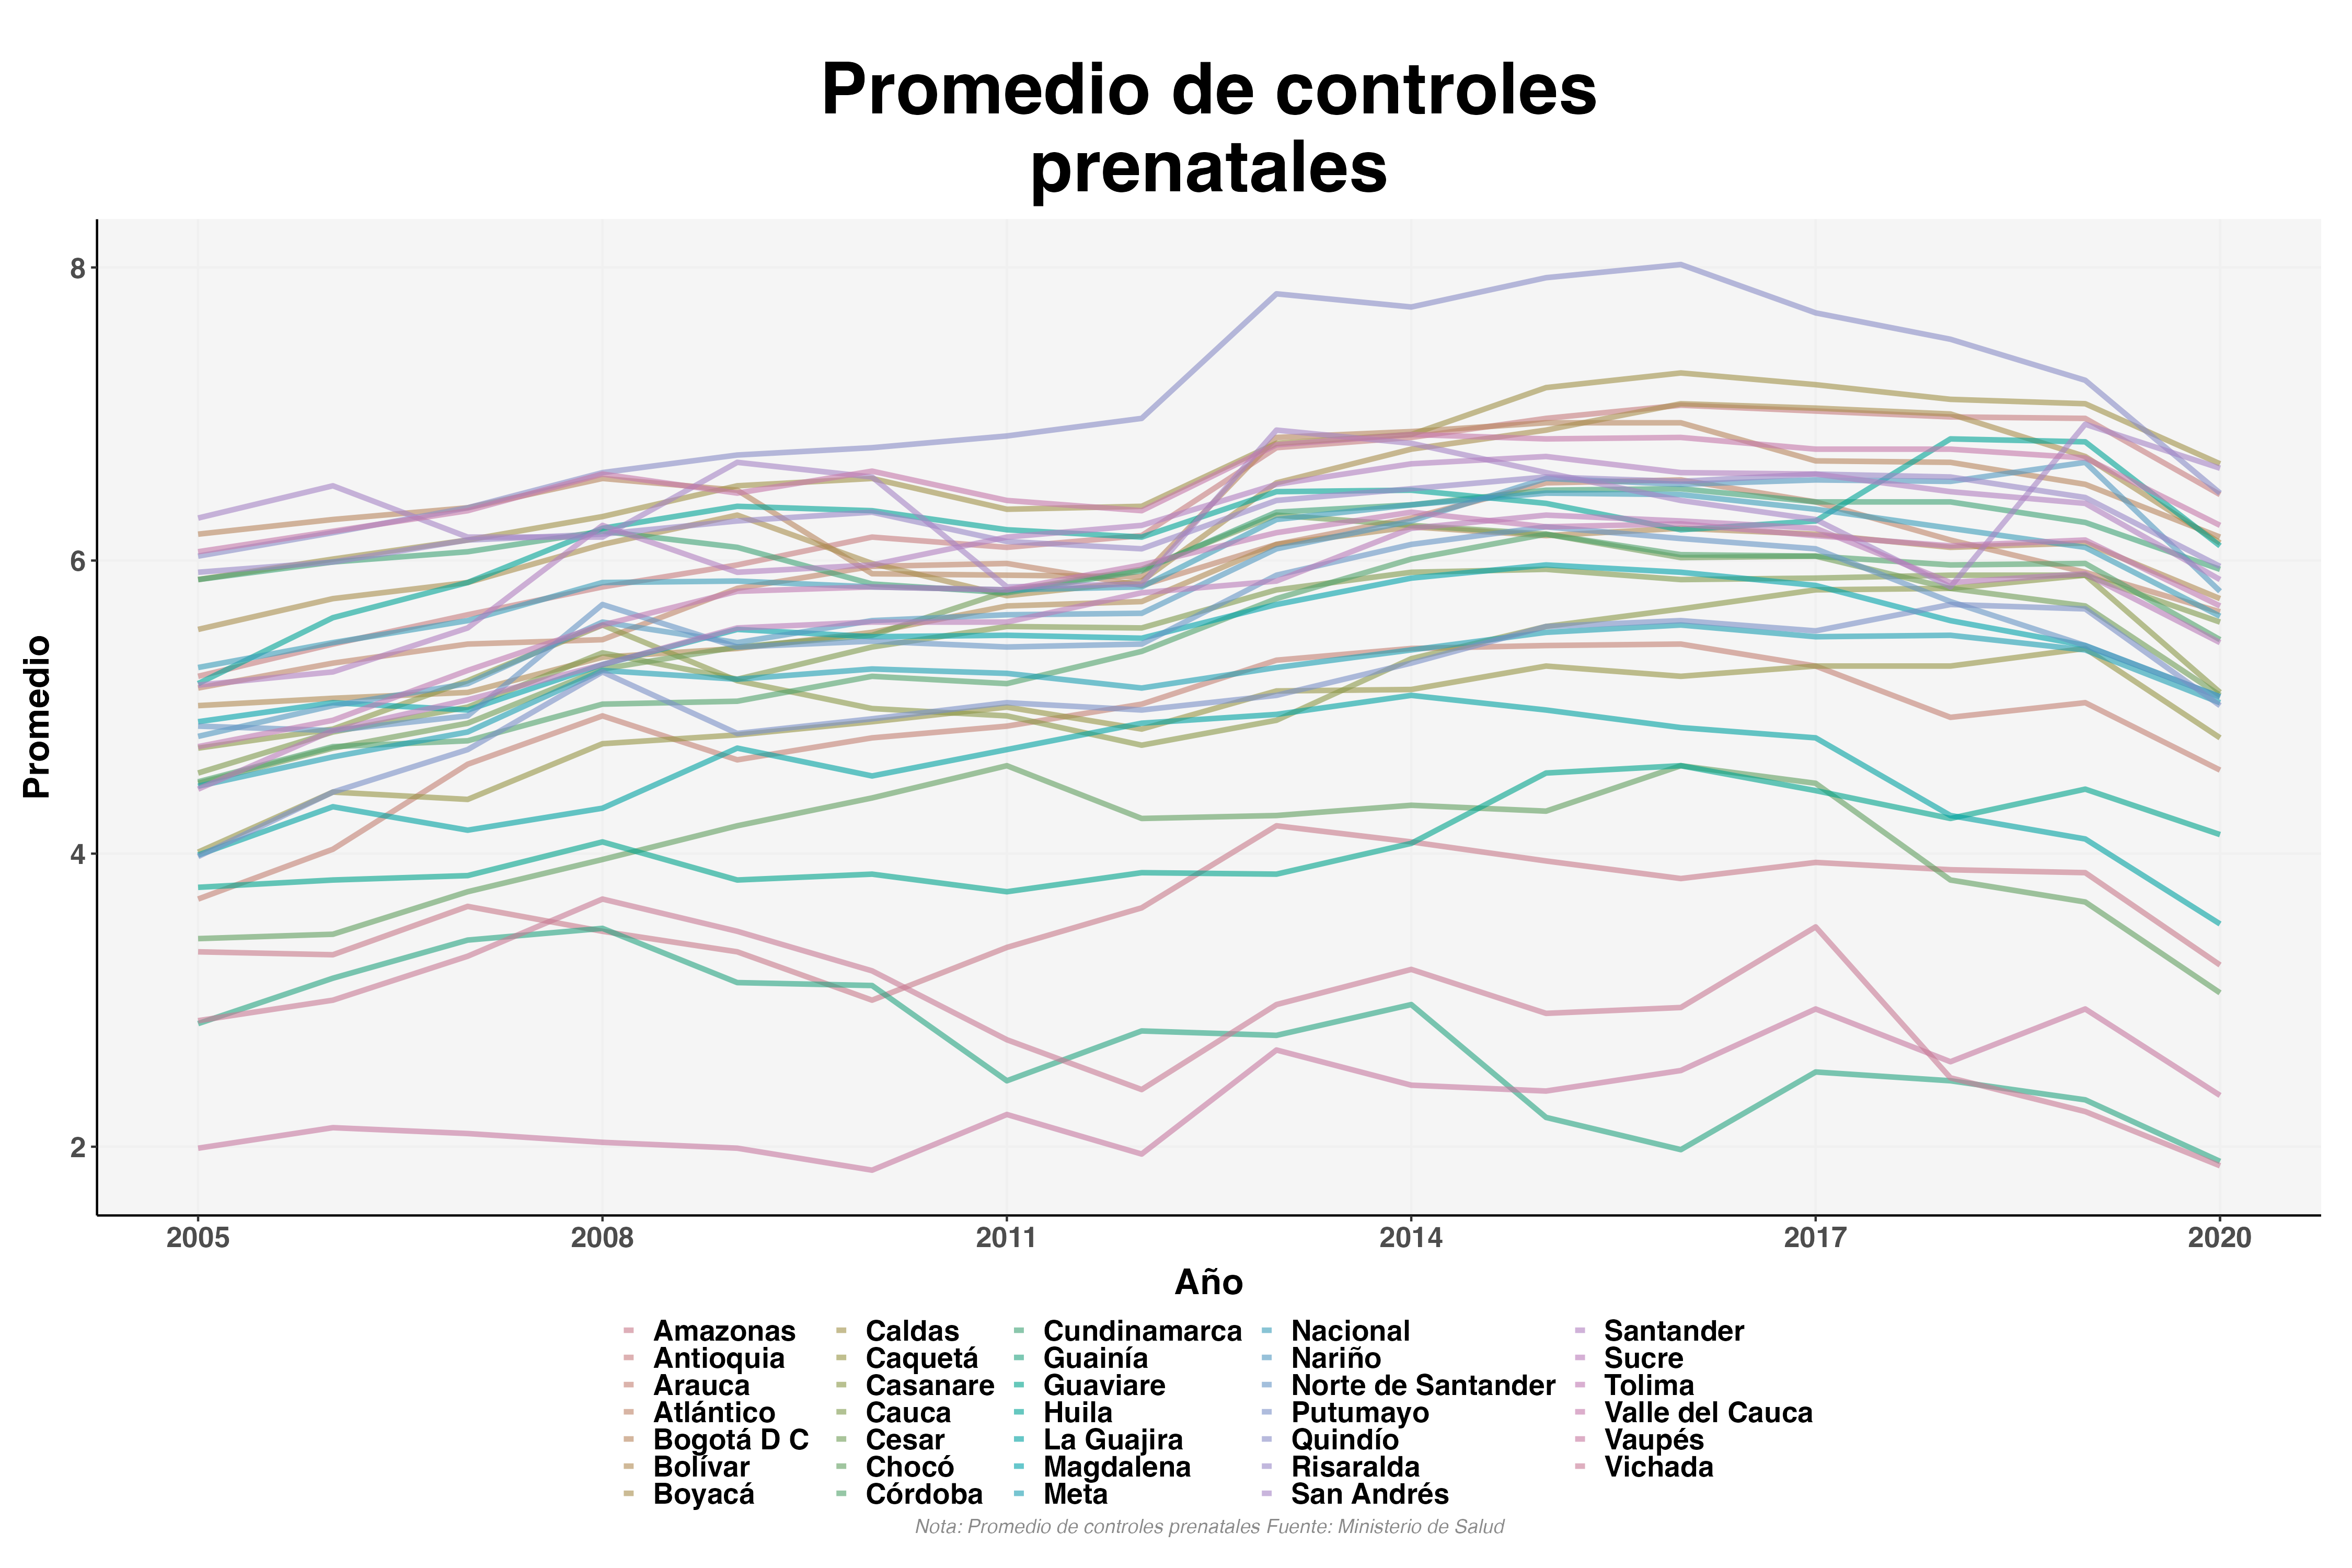 Promedio de controles
prenatales
Promedio
8
6
4
2
2005 2008 2011 2014 2017 2020
Año
Amazonas Caldas Cundinamarca Nacional Santander
Antioquia Caquetá Guainía Nariño Sucre
Arauca Casanare Guaviare Norte de Santander Tolima
Atlántico Cauca Huila Putumayo Valle del Cauca
Bogotá D C Cesar La Guajira Quindío Vaupés
Bolívar Chocó Magdalena Risaralda Vichada
Boyacá Córdoba Meta San Andrés
Nota: Promedio de controles prenatales Fuente: Ministerio de Salud